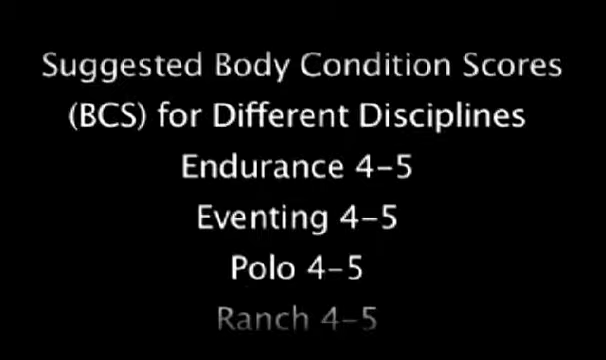 Suggested Body Condition Scores
(BCS) for Different Disciplines
Endurance 4-5
Eventing 4-5
Polo 4-5
Ranch 4-5